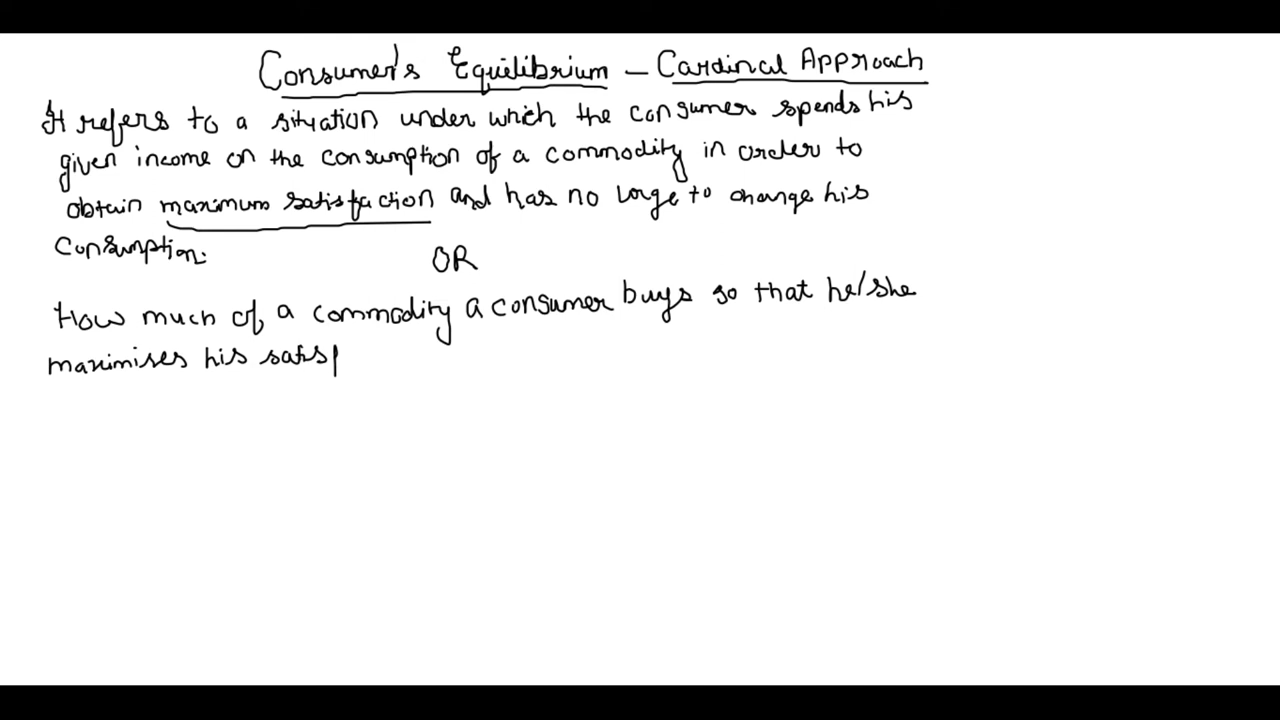 Consumer's Equilibrium - Cardinal Approach
It refers to a situation under which the consumer spends his
given income on the consumption of a commodity in order to
obtain maximum satisfaction and has no urge to change his
Consumption.
OR
How much of a commodity a consumer buys so that he/she
maximises his satisf